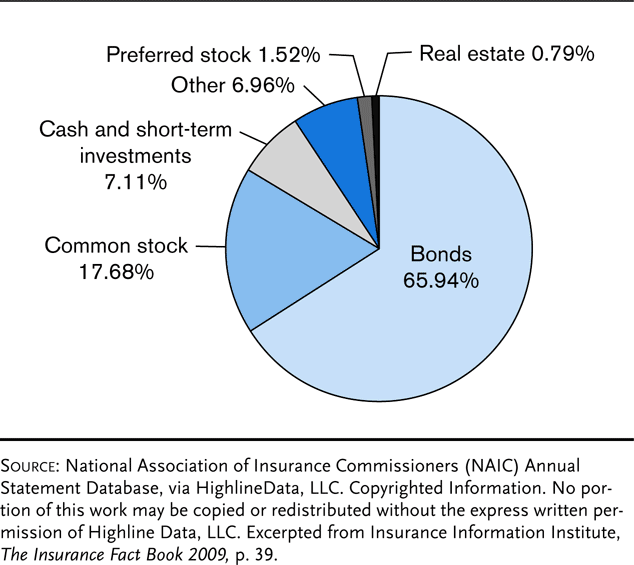 Preferred stock 1.52%
Real estate 0.79%
Other 6.96%
Cash and short-term
investments
7.11%
Common stock
17.68%
Bonds
65.94%
SOURCE: National Association of Insurance Commissioners (NAIC) Annual
Statement Database, via HighlineData, LLC. Copyrighted Information. No por-
tion of this work may be copied or redistributed without the express written per-
mission of Highline Data, LLC. Excerpted from Insurance Information Institute,
The Insurance Fact Book 2009, p. 39.